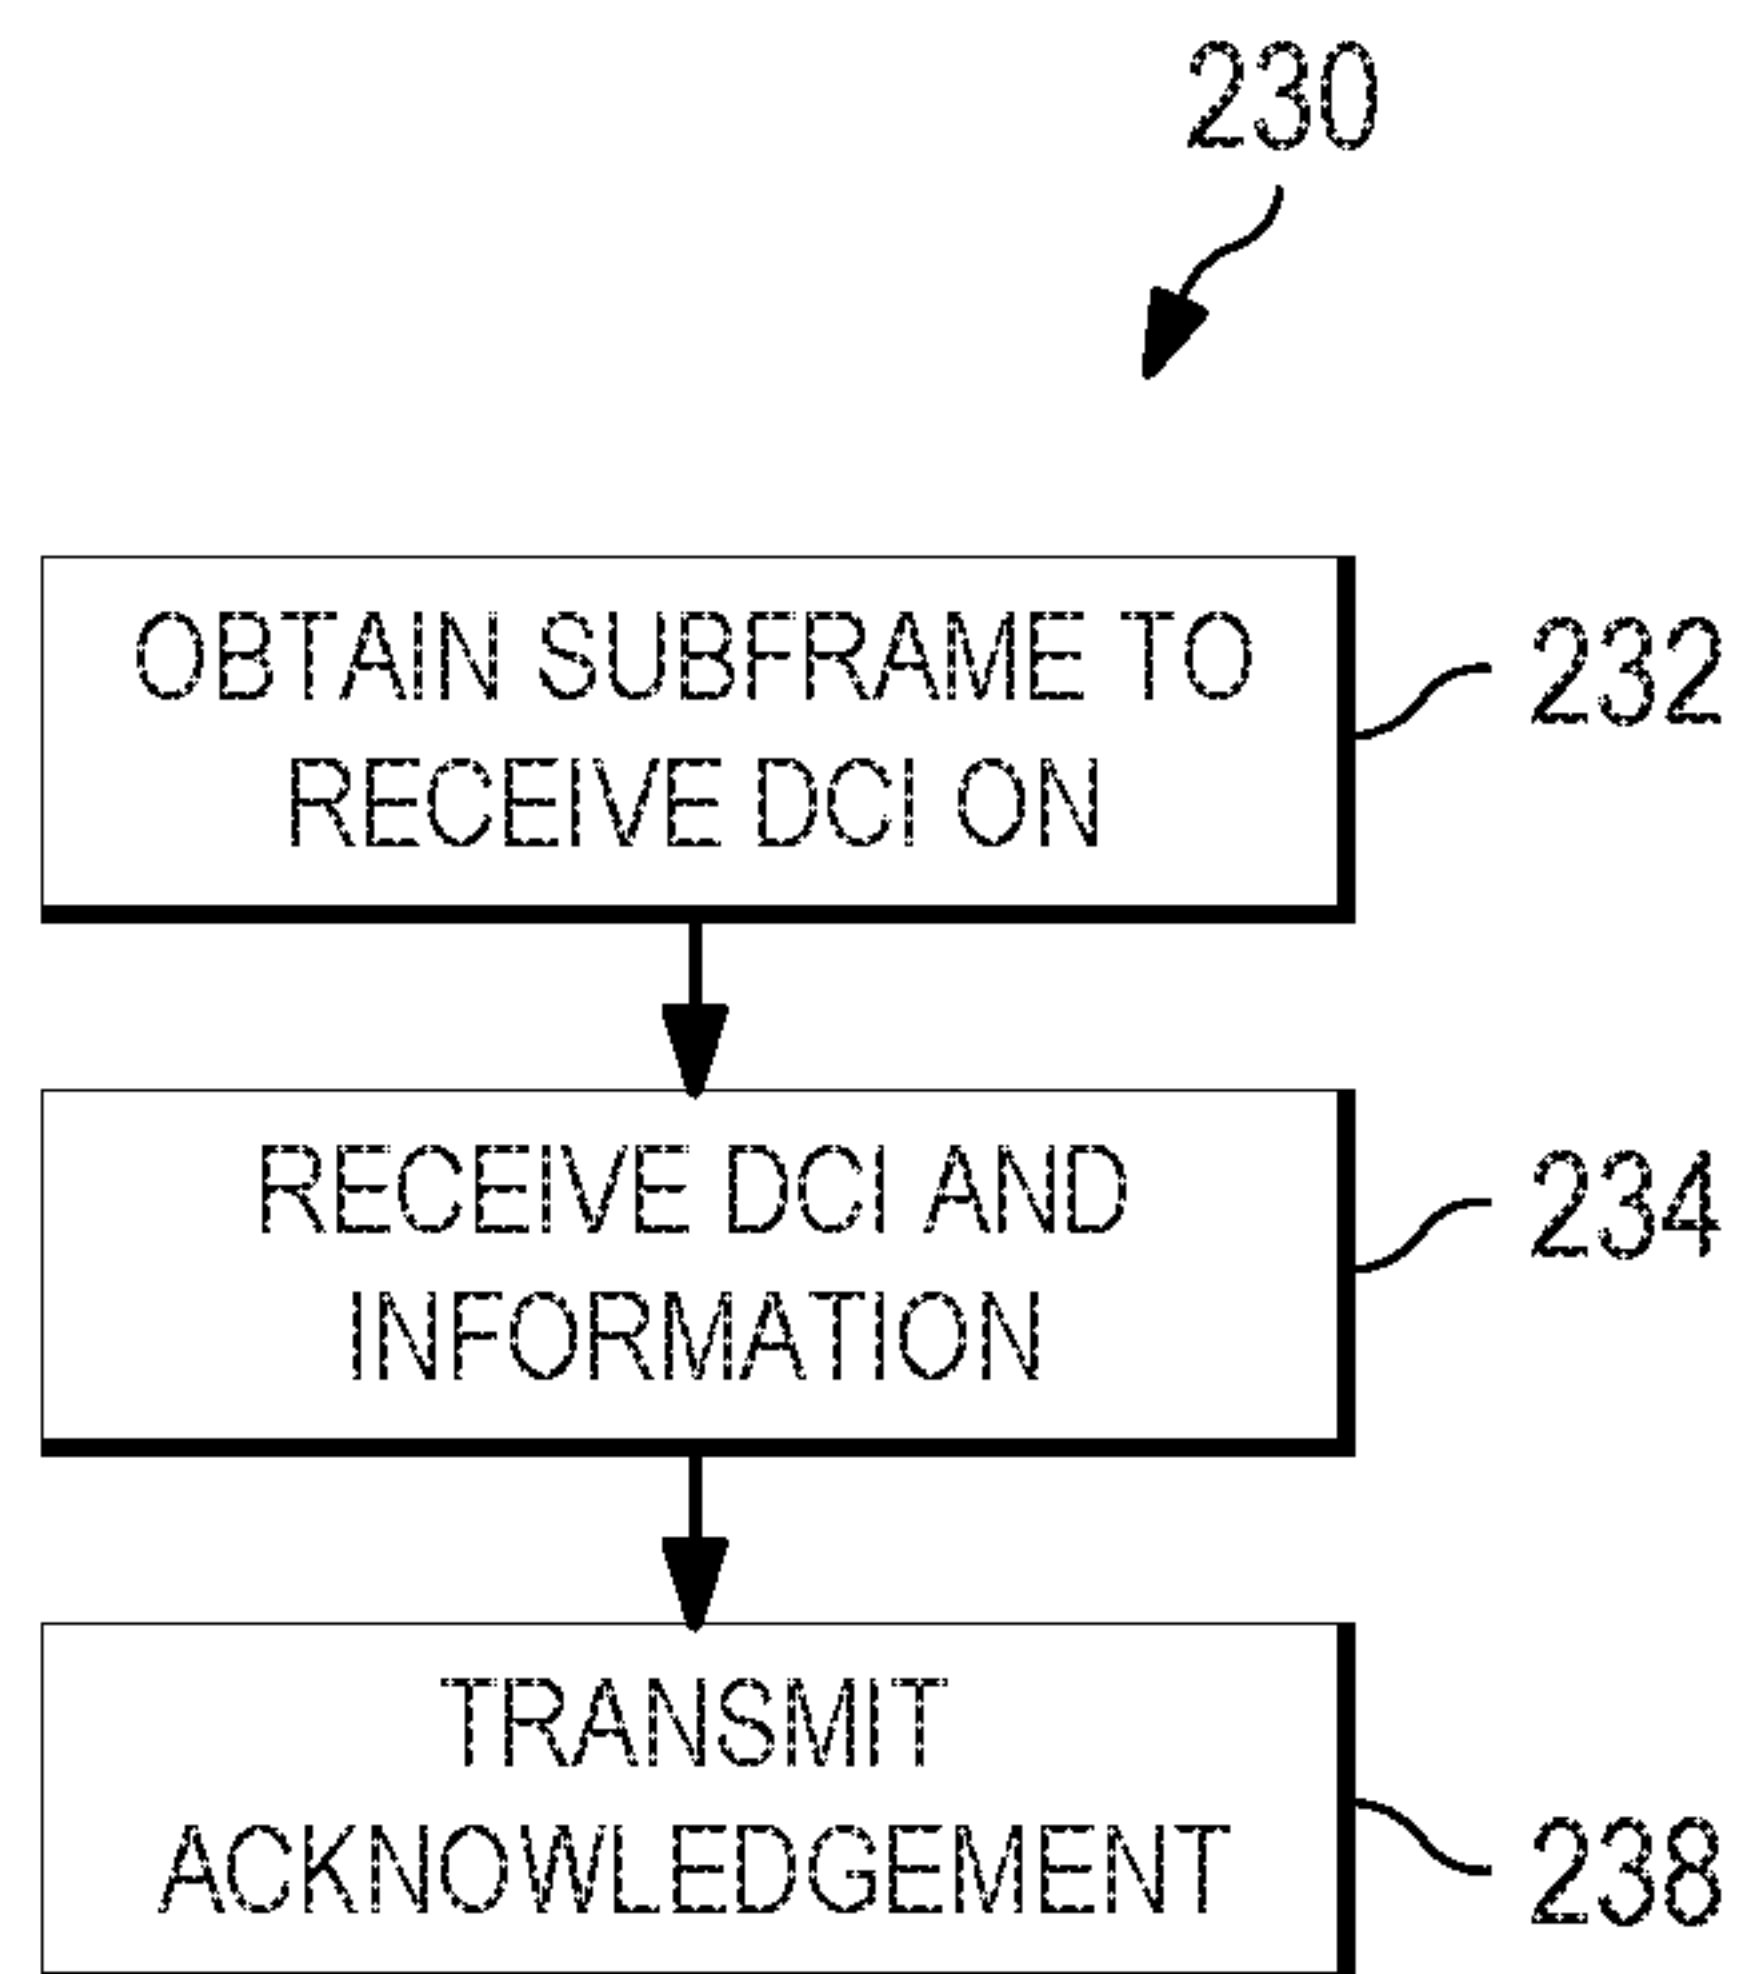 230
OBTAIN SUBFRAME TO
RECEIVE DCI ON
232
RECEIVE DCI AND
INFORMATION
234
TRANSMIT
ACKNOWLEDGEMENT
238